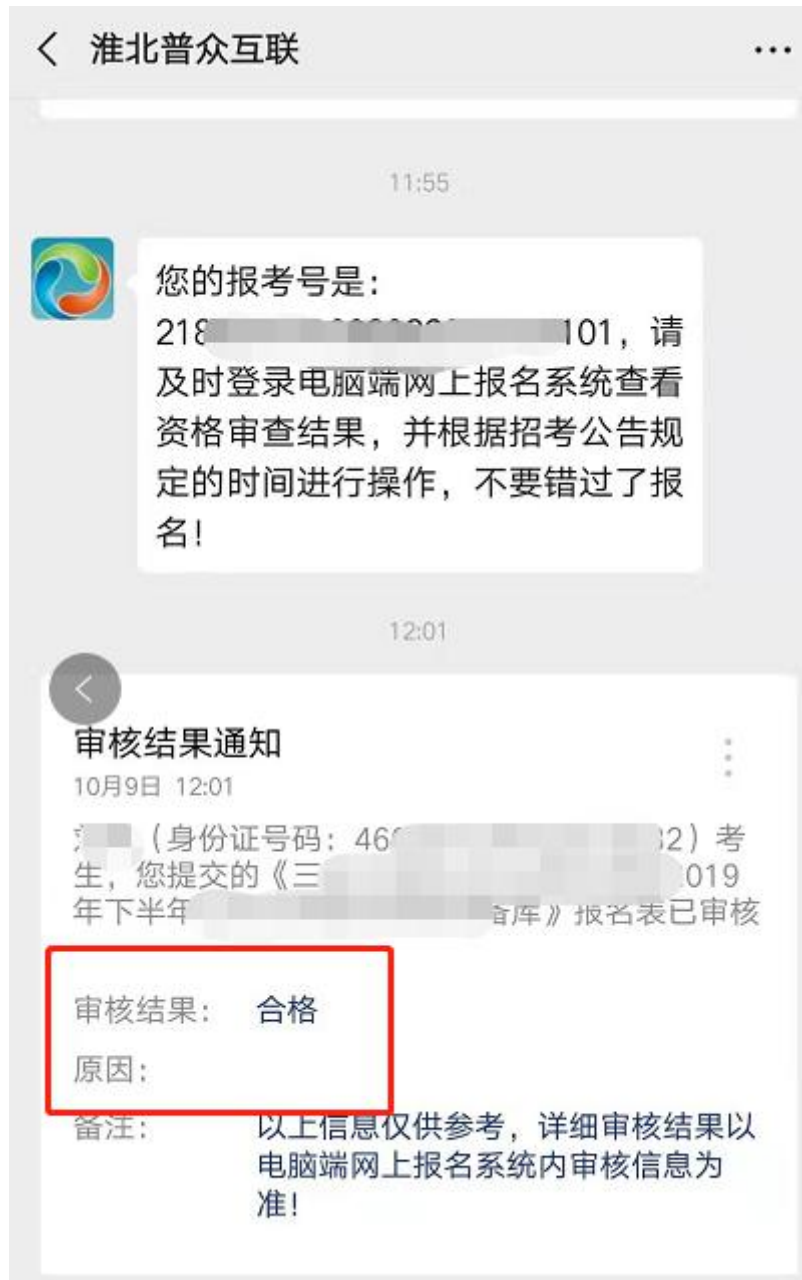 淮北普众互联
11:55
您的报考号是:
218 101，请
及时登录电脑端网上报名系统查看
资格审查结果，并根据招考公告规
定的时间进行操作，不要错过了报
名!
12:01
审核结果通知
10月9日 12:01
（身份证号码: 46 32）考
生，您提交的《三 019
年下半年 备库》报名表已审核
审核结果: 合格
原因:
备注: 以上信息仅供参考，详细审核结果以
电脑端网上报名系统内审核信息为
准!